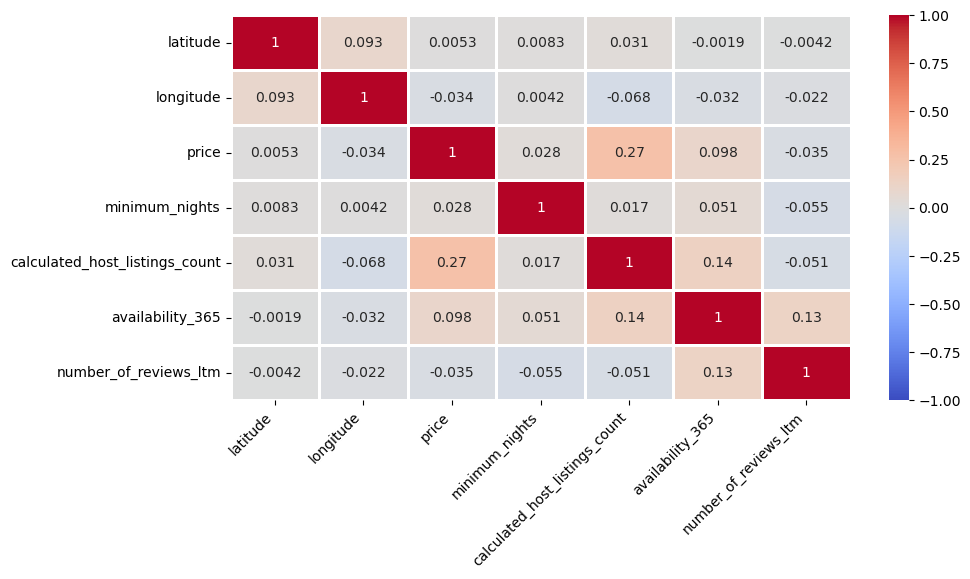 latitude 1 0.093 0.0053 0.0083 0.031 -0.0019 -0.0042
longitude 0.093 1 -0.034 0.0042 -0.068 -0.032 -0.022
price 0.0053 -0.034 1 0.028 0.27 0.098 -0.035
minimum_nights 0.0083 0.0042 0.028 1 0.017 0.051 -0.055
calculated_host_listings_count 0.031 -0.068 0.27 0.017 1 0.14 -0.051
availability_365 -0.0019 -0.032 0.098 0.051 0.14 1 0.13
number_of_reviews_ltm -0.0042 -0.022 -0.035 -0.055 -0.051 0.13 1
latitude
longitude
price
minimum_nights
calculated_host_listings_count
availability_365
number_of_reviews_ltm
1.00
0.75
0.50
0.25
0.00
−0.25
−0.50
−0.75
−1.00